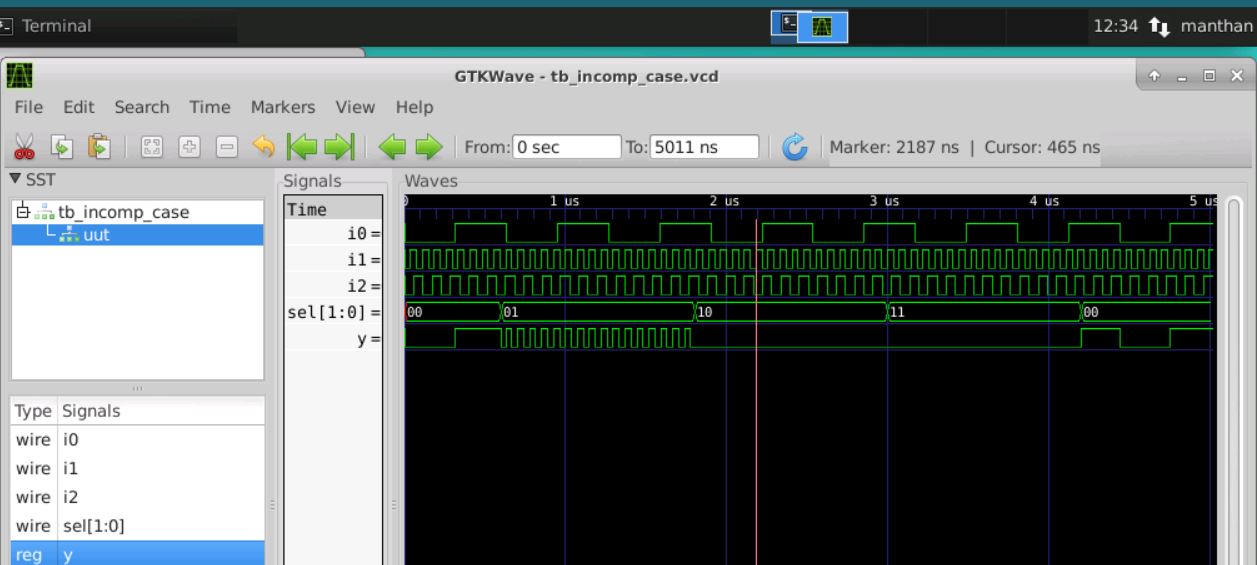 Terminal
12:34 manthan
GTKWave - tb_incomp_case.vcd
File Edit Search Time Markers View Help
From: 0 sec To: 5011 ns Marker: 2187 ns | Cursor: 465 ns
SST
tb_incomp_case
uut
Type Signals
wire i0
wire i1
wire i2
wire sel[1:0]
reg y
Signals
Time
i0 =
i1 =
i2 =
sel[1:0] =
y =
Waves
0 1 us 2 us 3 us 4 us 5 us
00 01 10 11 00